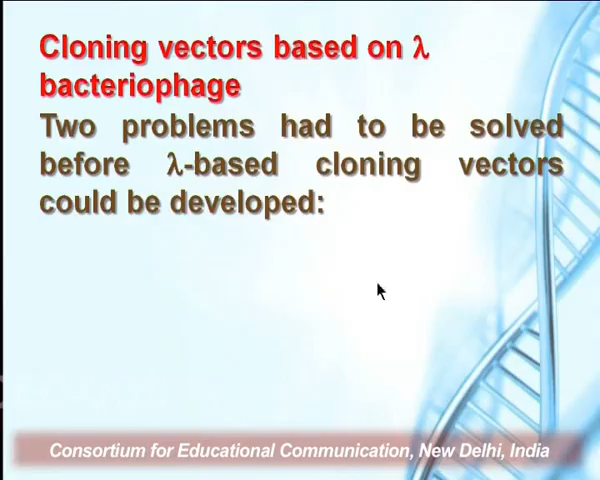 Cloning vectors based on λ
bacteriophage
Two problems had to be solved
before λ-based cloning vectors
could be developed:
Consortium for Educational Communication, New Delhi, India